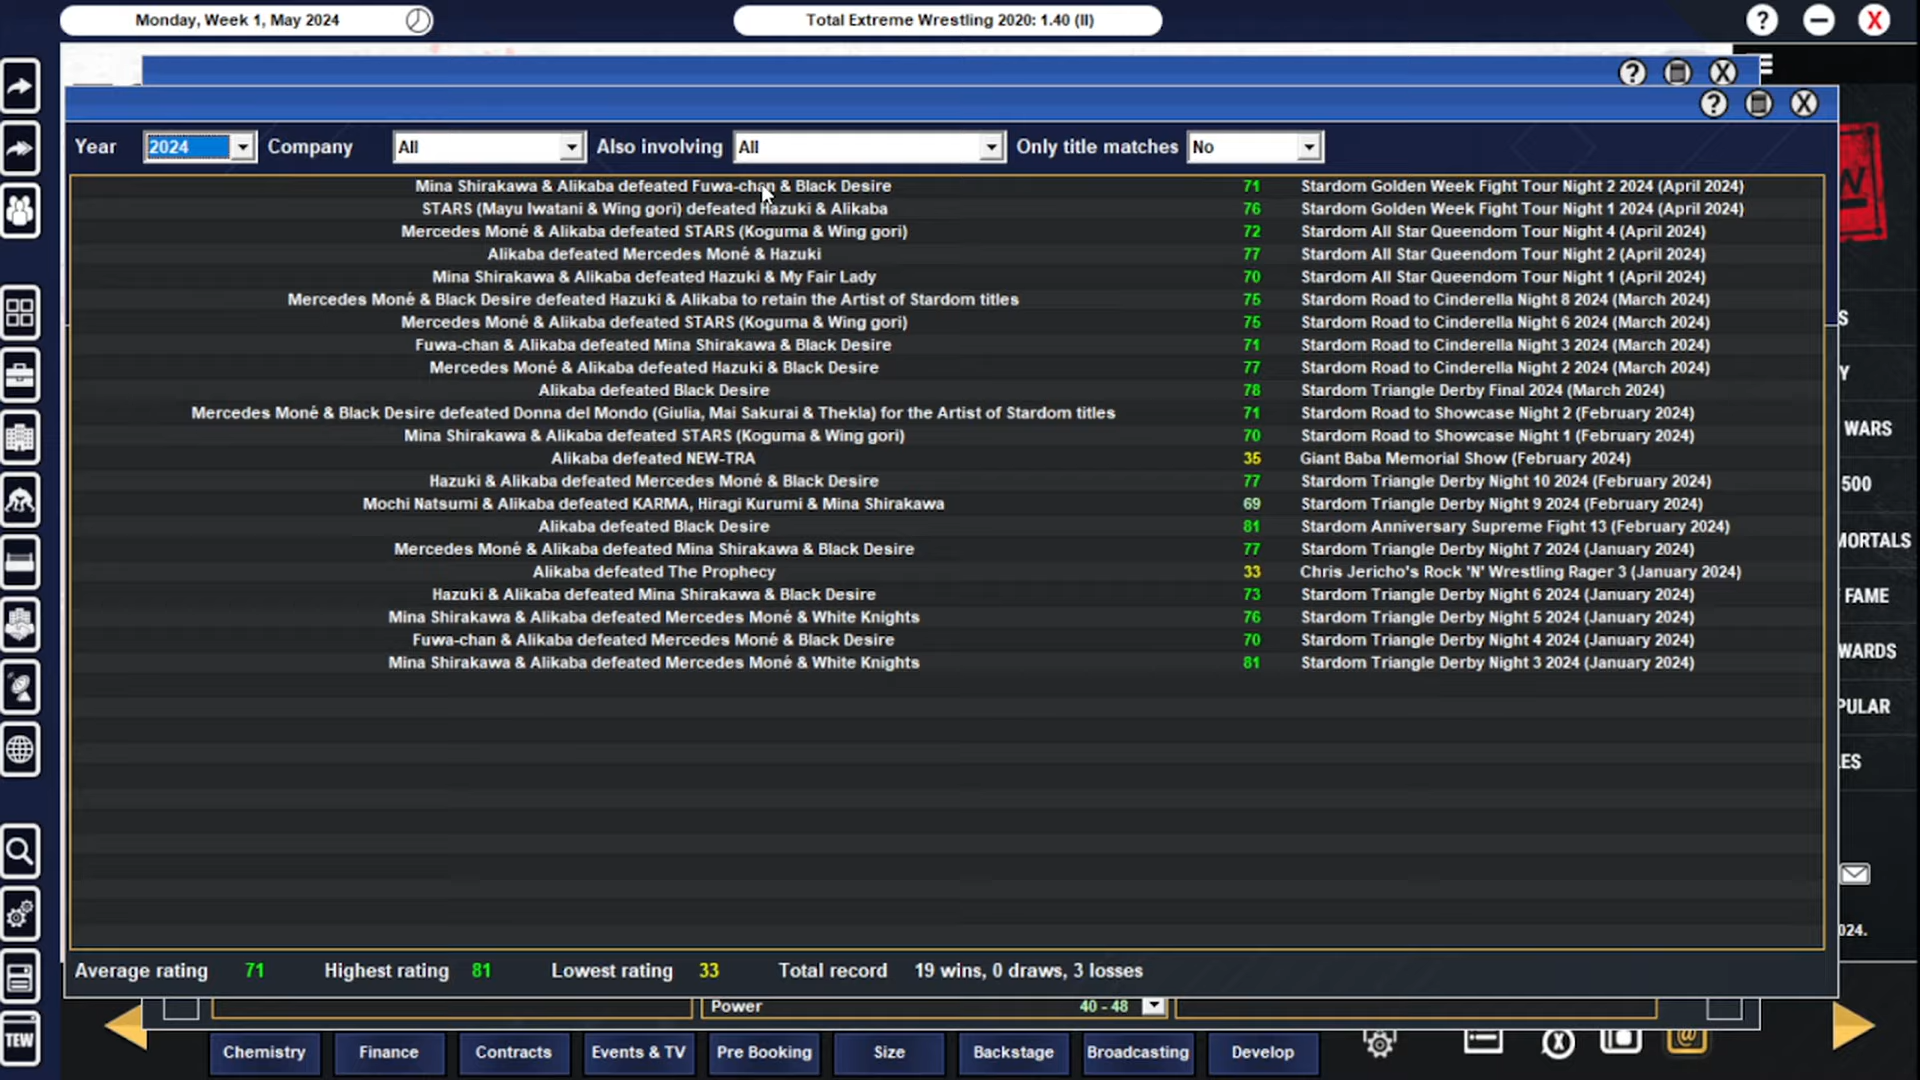 Monday, Week 1, May 2024
Total Extreme Wrestling 2020: 1.40 (II)
? X
? X
? X
Year 2024 Company All Also involving All Only title matches No
Mina Shirakawa & Alikaba defeated Fuwa-chan & Black Desire 71 Stardom Golden Week Fight Tour Night 2 2024 (April 2024)
STARS (Mayu Iwatani & Wing gori) defeated Hazuki & Alikaba 76 Stardom Golden Week Fight Tour Night 1 2024 (April 2024)
Mercedes Moné & Alikaba defeated STARS (Koguma & Wing gori) 72 Stardom All Star Queendom Tour Night 4 (April 2024)
Alikaba defeated Mercedes Moné & Hazuki 77 Stardom All Star Queendom Tour Night 2 (April 2024)
Mina Shirakawa & Alikaba defeated Hazuki & My Fair Lady 70 Stardom All Star Queendom Tour Night 1 (April 2024)
Mercedes Moné & Black Desire defeated Hazuki & Alikaba to retain the Artist of Stardom titles 75 Stardom Road to Cinderella Night 8 2024 (March 2024)
Mercedes Moné & Alikaba defeated STARS (Koguma & Wing gori) 75 Stardom Road to Cinderella Night 6 2024 (March 2024)
Fuwa-chan & Alikaba defeated Mina Shirakawa & Black Desire 71 Stardom Road to Cinderella Night 3 2024 (March 2024)
Mercedes Moné & Alikaba defeated Hazuki & Black Desire 77 Stardom Road to Cinderella Night 2 2024 (March 2024)
Alikaba defeated Black Desire 78 Stardom Triangle Derby Final 2024 (March 2024)
Mercedes Moné & Black Desire defeated Donna del Mondo (Giulia, Mai Sakurai & Thekla) for the Artist of Stardom titles 71 Stardom Road to Showcase Night 2 (February 2024)
Mina Shirakawa & Alikaba defeated STARS (Koguma & Wing gori) 70 Stardom Road to Showcase Night 1 (February 2024)
Alikaba defeated NEW-TRA 35 Giant Baba Memorial Show (February 2024)
Hazuki & Alikaba defeated Mercedes Moné & Black Desire 77 Stardom Triangle Derby Night 10 2024 (February 2024)
Mochi Natsumi & Alikaba defeated KARMA, Hiragi Kurumi & Mina Shirakawa 69 Stardom Triangle Derby Night 9 2024 (February 2024)
Alikaba defeated Black Desire 81 Stardom Anniversary Supreme Fight 13 (February 2024)
Mercedes Moné & Alikaba defeated Mina Shirakawa & Black Desire 77 Stardom Triangle Derby Night 7 2024 (January 2024)
Alikaba defeated The Prophecy 33 Chris Jericho's Rock 'N' Wrestling Rager 3 (January 2024)
Hazuki & Alikaba defeated Mina Shirakawa & Black Desire 73 Stardom Triangle Derby Night 6 2024 (January 2024)
Mina Shirakawa & Alikaba defeated Mercedes Moné & White Knights 76 Stardom Triangle Derby Night 5 2024 (January 2024)
Fuwa-chan & Alikaba defeated Mercedes Moné & Black Desire 70 Stardom Triangle Derby Night 4 2024 (January 2024)
Mina Shirakawa & Alikaba defeated Mercedes Moné & White Knights 81 Stardom Triangle Derby Night 3 2024 (January 2024)
S
Y
WARS
500
MORTALS
FAME
WARDS
PULAR
ES
024.
Average rating 71 Highest rating 81 Lowest rating 33 Total record 19 wins, 0 draws, 3 losses
Power 40 - 48
TEW
Chemistry Finance Contracts Events & TV Pre Booking Size Backstage Broadcasting Develop
X @